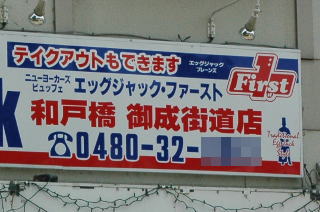 テイクアウトもできます
エッグジャック
フレーンズ
ニューヨーカーズ
ビュッフェ
エッグジャック・ファースト
1
First
K
和戸橋 御成街道店
☎0480-32-
Traditional